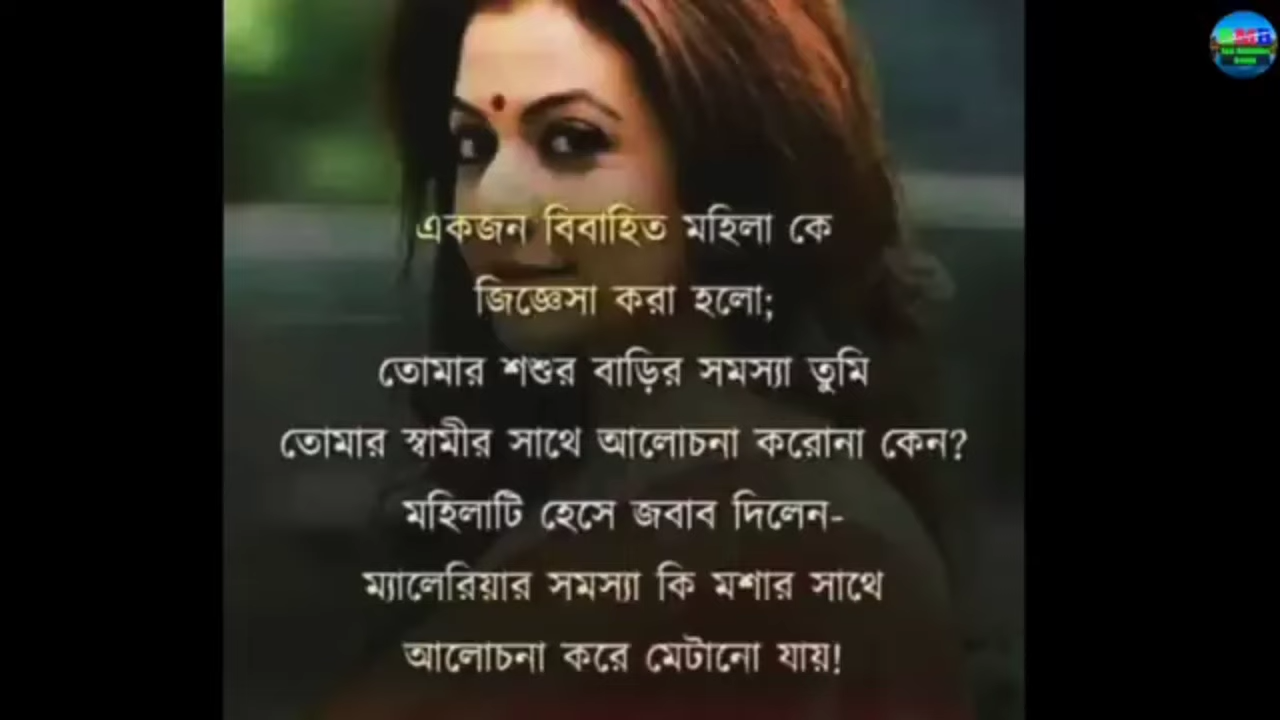 একজন বিবাহিত মহিলা কে
জিজ্ঞেসা করা হলো;
তোমার শশুর বাড়ির সমস্যা তুমি
তোমার স্বামীর সাথে আলোচনা করোনা কেন?
মহিলাটি হেসে জবাব দিলেন-
ম্যালেরিয়ার সমস্যা কি মশার সাথে
আলোচনা করে মেটানো যায়!